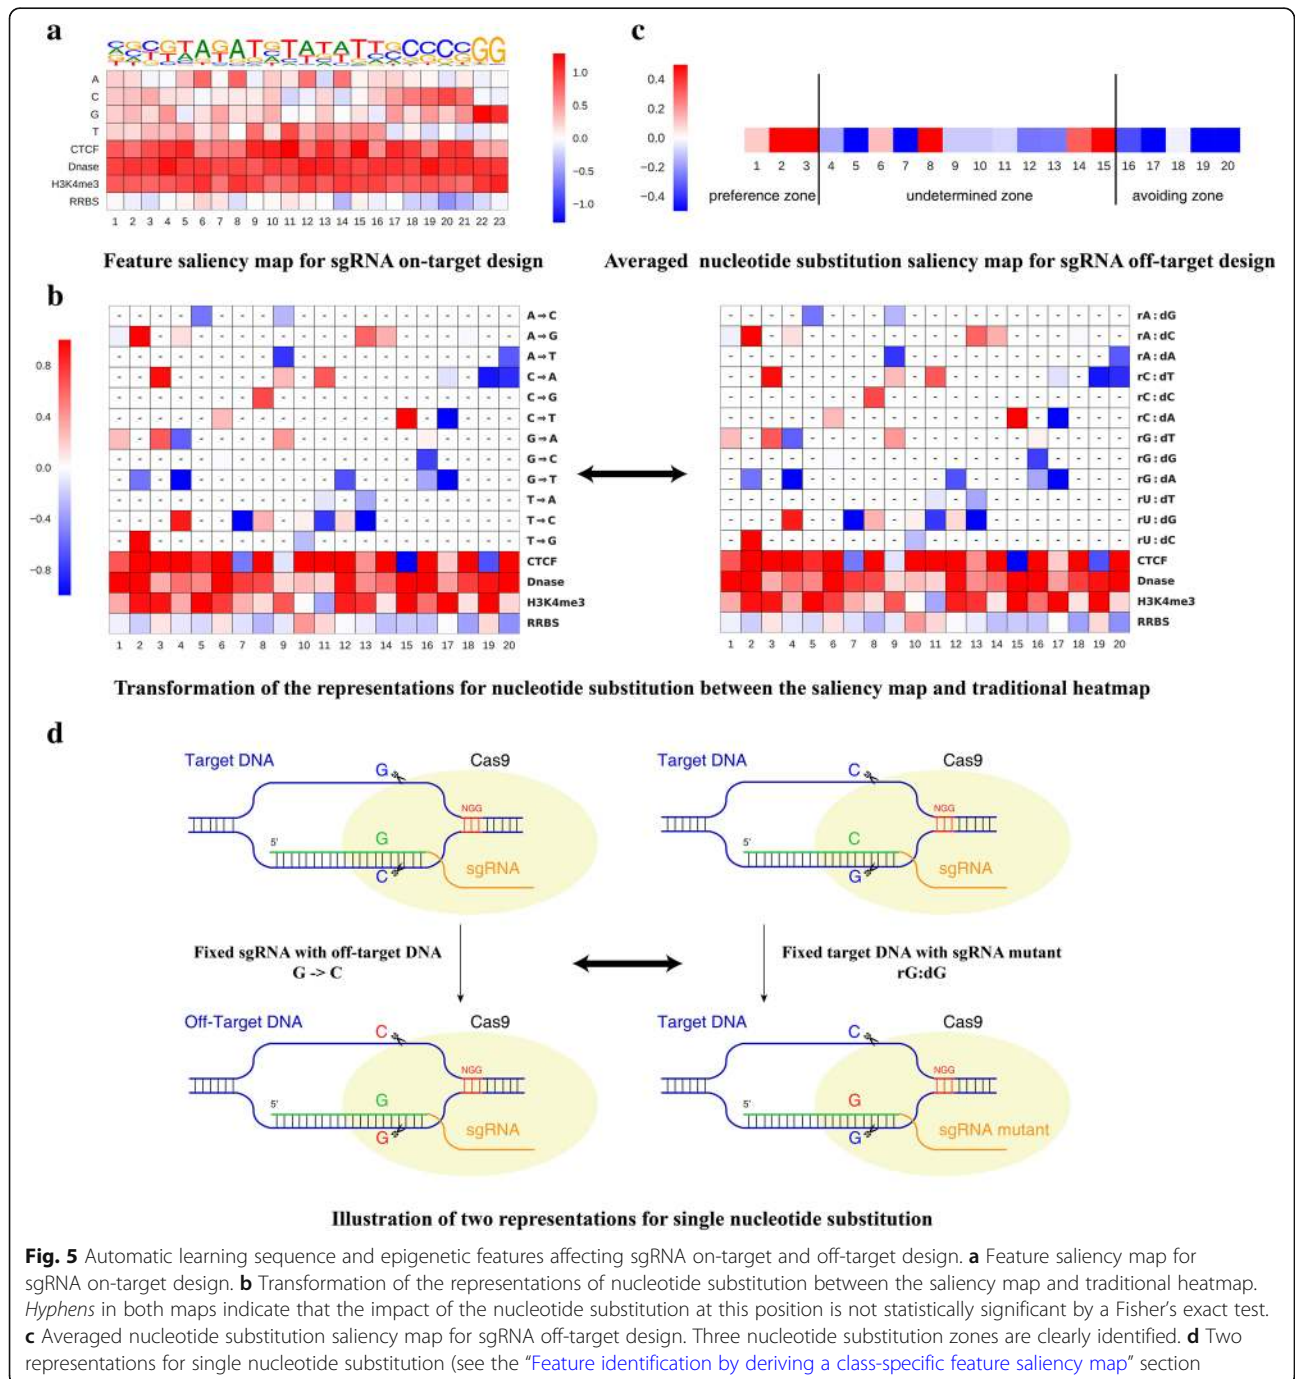 a
A
C
G
T
CTCF
Dnase
H3K4me3
RRBS
1 2 3 4 5 6 7 8 9 10 11 12 13 14 15 16 17 18 19 20 21 22 23
1.0
0.5
0.0
−0.5
−1.0
Feature saliency map for sgRNA on-target design
c
0.4
0.2
0.0
−0.2
−0.4
1 2 3 4 5 6 7 8 9 10 11 12 13 14 15 16 17 18 19 20
preference zone undetermined zone avoiding zone
Averaged nucleotide substitution saliency map for sgRNA off-target design
b
0.8
0.4
0.0
−0.4
−0.8
A→C
A→G
A→T
C→A
C→G
C→T
G→A
G→C
G→T
T→A
T→C
T→G
CTCF
Dnase
H3K4me3
RRBS
1 2 3 4 5 6 7 8 9 10 11 12 13 14 15 16 17 18 19 20
rA:dG
rA:dC
rA:dA
rC:dT
rC:dC
rC:dA
rG:dT
rG:dG
rG:dA
rU:dT
rU:dG
rU:dC
CTCF
Dnase
H3K4me3
RRBS
1 2 3 4 5 6 7 8 9 10 11 12 13 14 15 16 17 18 19 20
Transformation of the representations for nucleotide substitution between the saliency map and traditional heatmap
d
Target DNA
G
Cas9
NGG
5'
G
C
sgRNA
Target DNA
C
Cas9
NGG
5'
C
G
sgRNA
Fixed sgRNA with off-target DNA
G -> C
Fixed target DNA with sgRNA mutant
rG:dG
Off-Target DNA
C
Cas9
NGG
5'
G
G
sgRNA
Target DNA
C
Cas9
NGG
5'
G
G
sgRNA mutant
Illustration of two representations for single nucleotide substitution
Fig. 5 Automatic learning sequence and epigenetic features affecting sgRNA on-target and off-target design. a Feature saliency map for
sgRNA on-target design. b Transformation of the representations of nucleotide substitution between the saliency map and traditional heatmap.
Hyphens in both maps indicate that the impact of the nucleotide substitution at this position is not statistically significant by a Fisher's exact test.
c Averaged nucleotide substitution saliency map for sgRNA off-target design. Three nucleotide substitution zones are clearly identified. d Two
representations for single nucleotide substitution (see the "Feature identification by deriving a class-specific feature saliency map" section